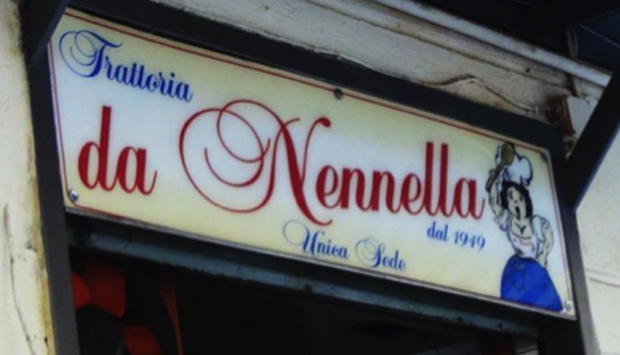 Trattoria
da Nennella
dal 1949
Unica Sede